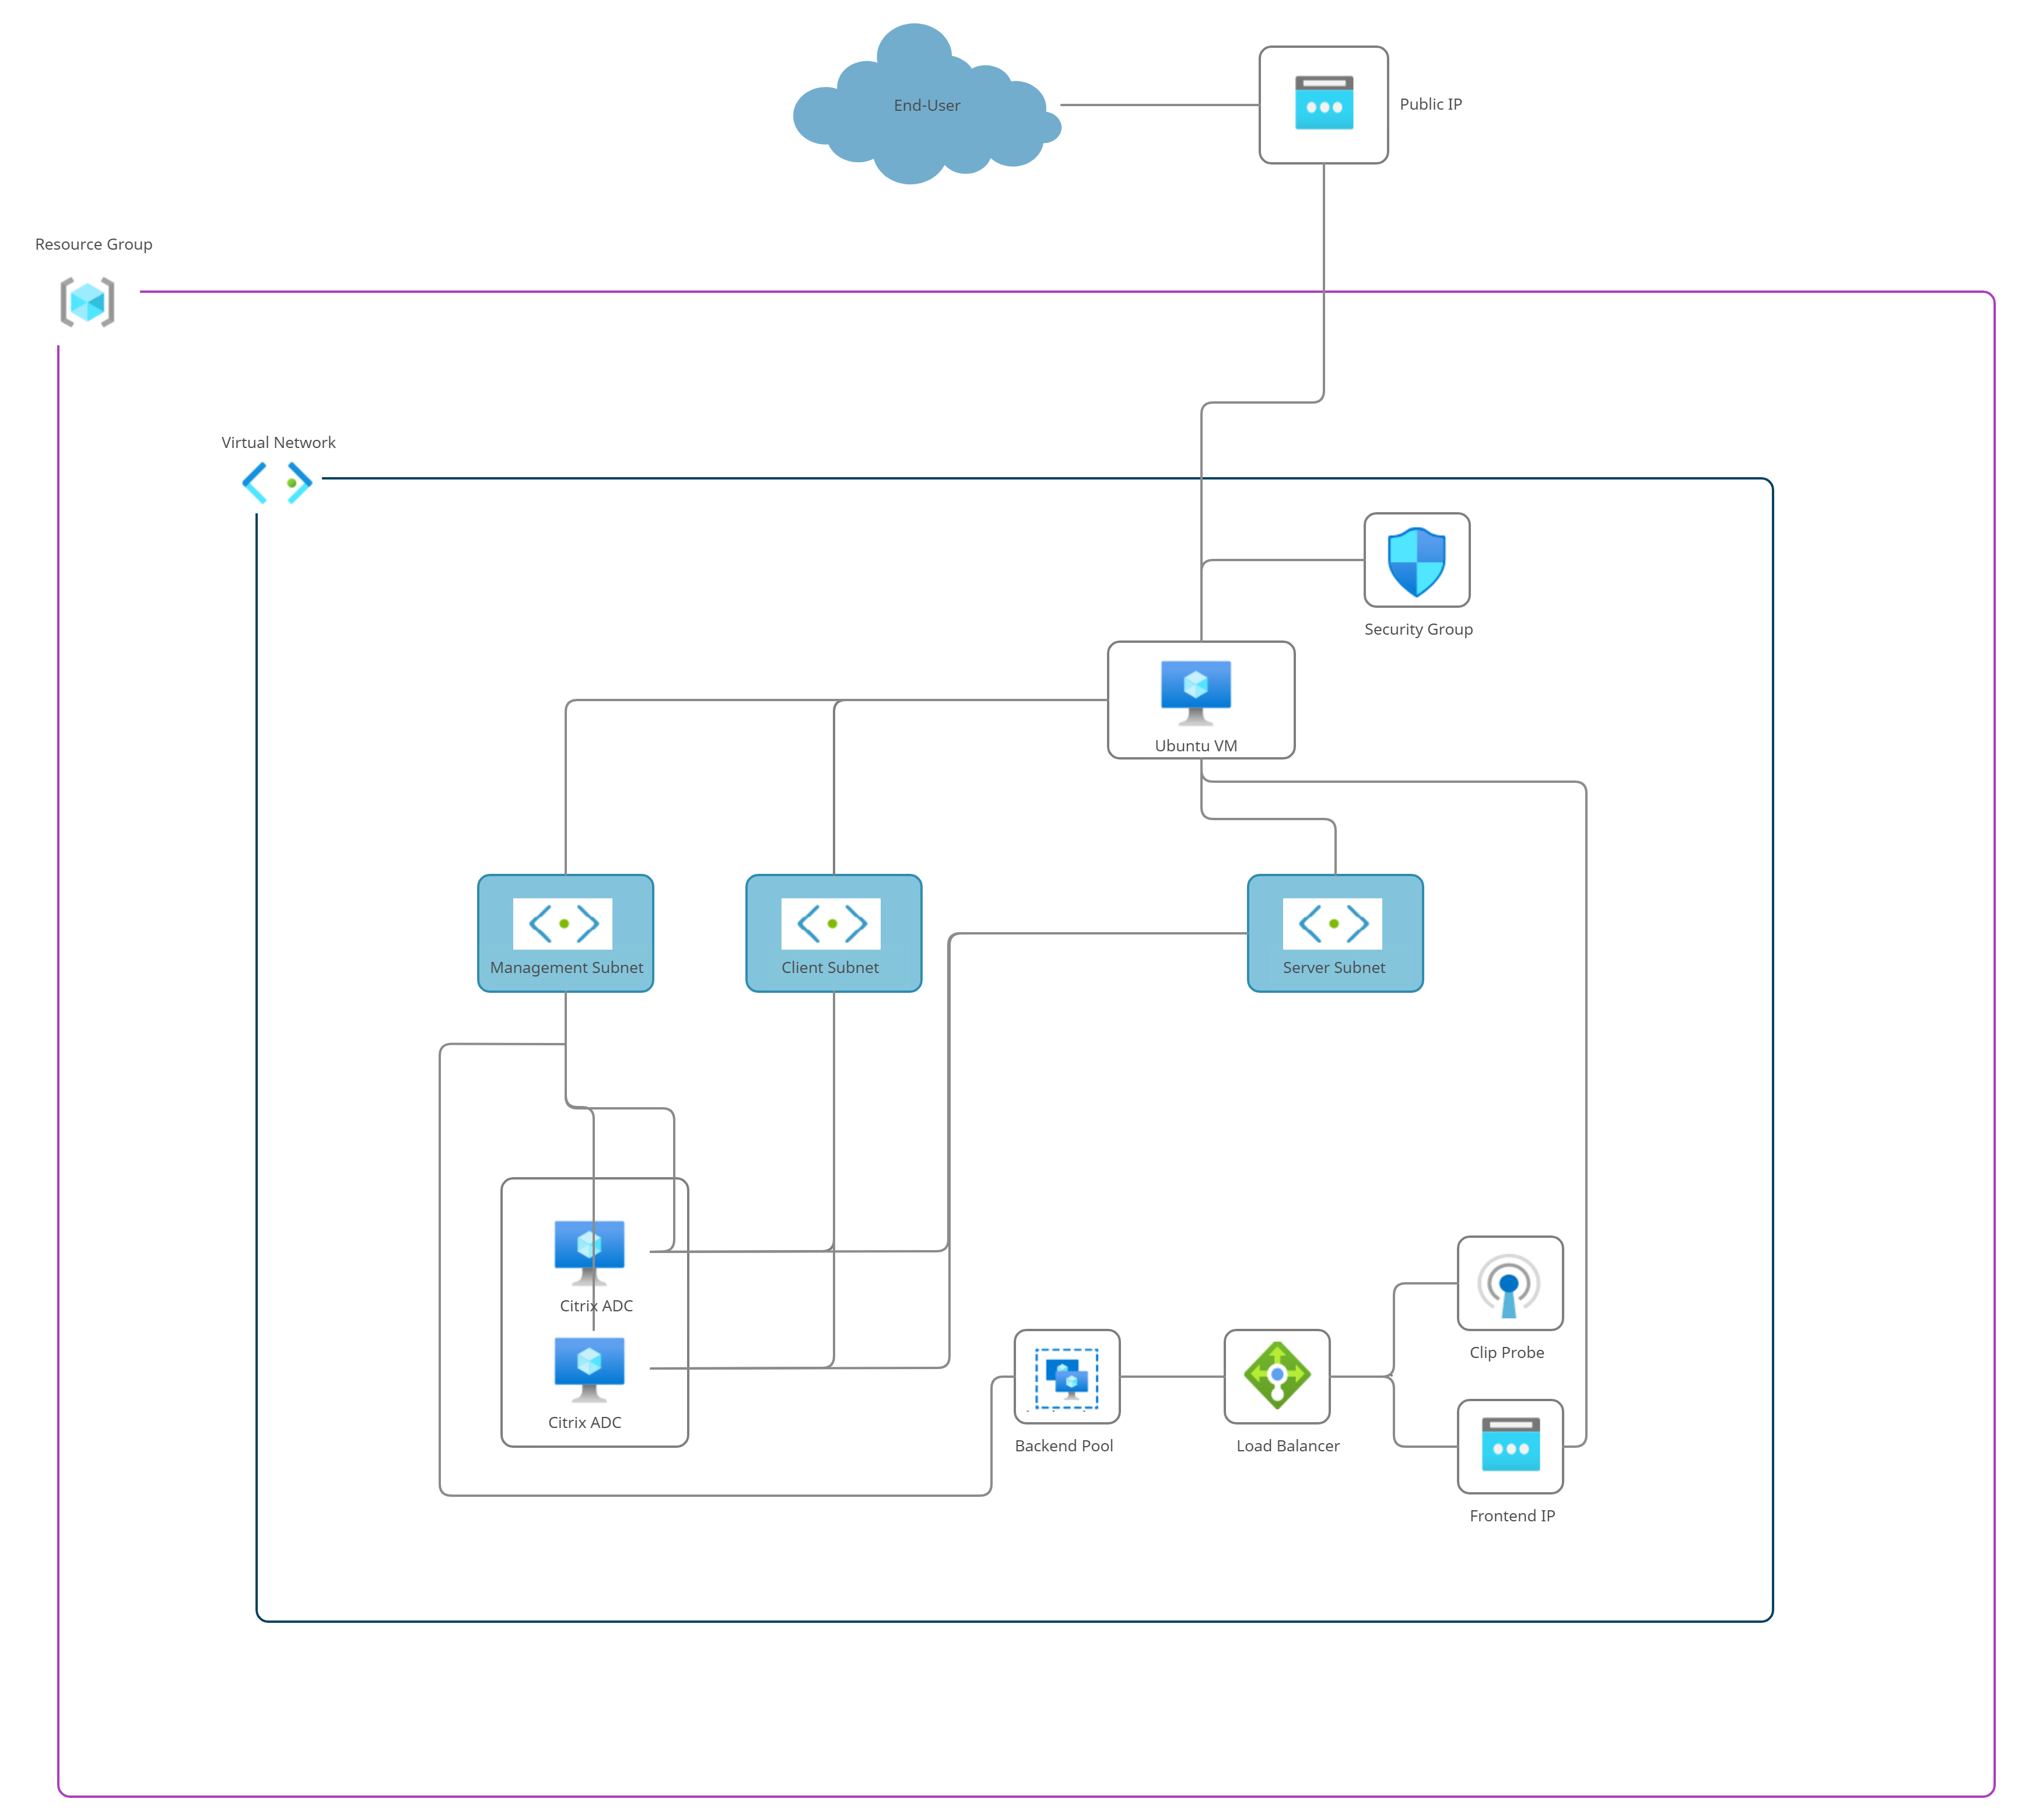 End-User
Public IP
Resource Group
Virtual Network
Security Group
Ubuntu VM
Management Subnet
Client Subnet
Server Subnet
Citrix ADC
Clip Probe
Citrix ADC
Backend Pool
Load Balancer
Frontend IP